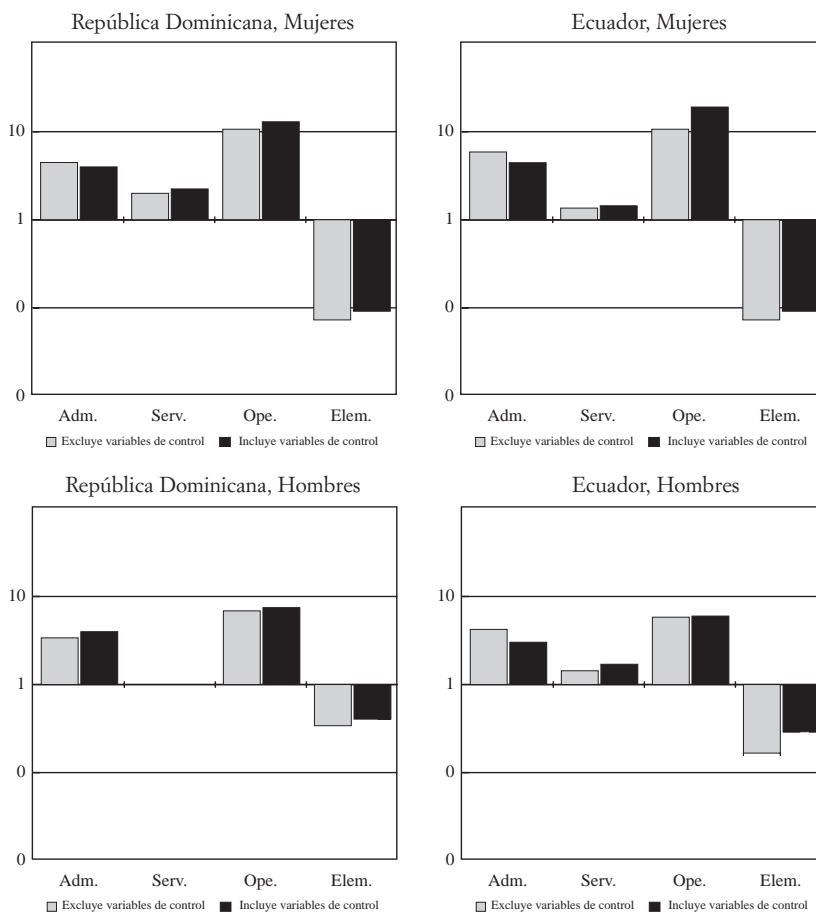 República Dominicana, Mujeres
10
1
0
0
Adm. Serv. Ope. Elem.
Excluye variables de control Incluye variables de control
Ecuador, Mujeres
10
1
0
0
Adm. Serv. Ope. Elem.
Excluye variables de control Incluye variables de control
República Dominicana, Hombres
10
1
0
0
Adm. Serv. Ope. Elem.
Excluye variables de control Incluye variables de control
Ecuador, Hombres
10
1
0
0
Adm. Serv. Ope. Elem.
Excluye variables de control Incluye variables de control